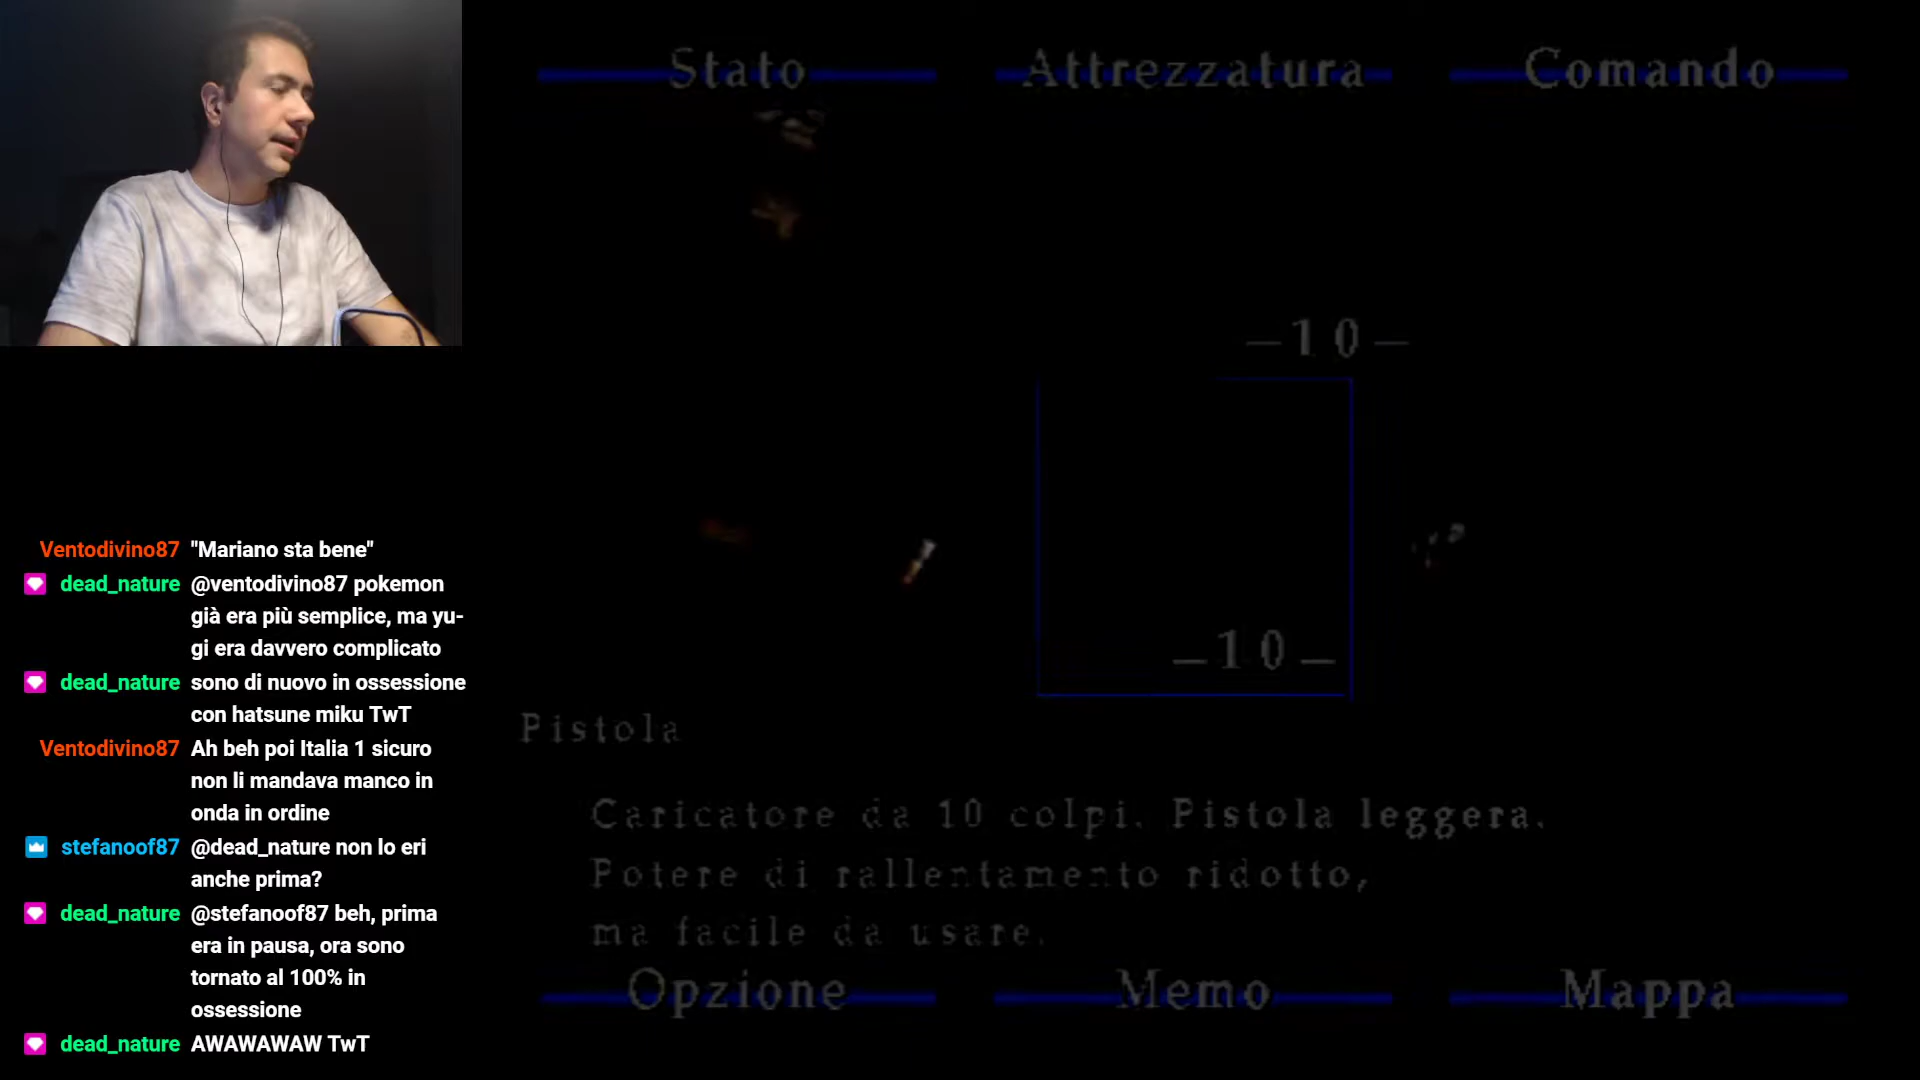 Stato
Attrezzatura
Comando
—10—
—10—
Pistola
Caricatore da 10 colpi. Pistola leggera.
Potere di rallentamento ridotto,
ma facile da usare.
Opzione
Memo
Mappa
Ventodivino87 "Mariano sta bene"
dead_nature @ventodivino87 pokemon
già era più semplice, ma yu-
gi era davvero complicato
dead_nature sono di nuovo in ossessione
con hatsune miku TwT
Ventodivino87 Ah beh poi Italia 1 sicuro
non li mandava manco in
onda in ordine
stefanoof87 @dead_nature non lo eri
anche prima?
dead_nature @stefanoof87 beh, prima
era in pausa, ora sono
tornato al 100% in
ossessione
dead_nature AWAWAWAW TwT